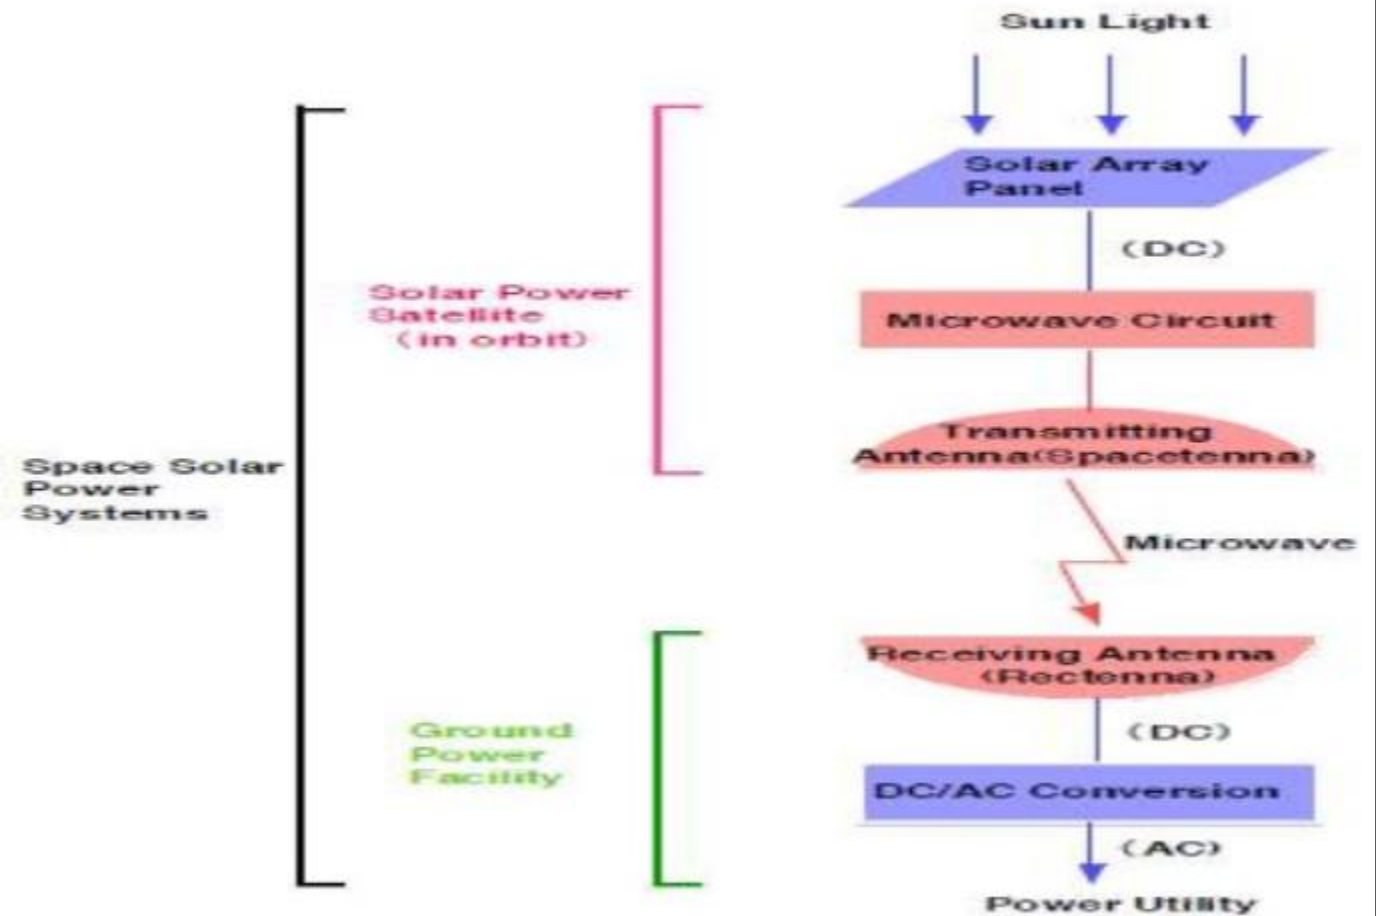 Sun Light
Solar Array
Panel
(DC)
Microwave Circuit
Transmitting
Antenna(Spacetenna)
Microwave
Receiving Antenna
(Rectenna)
(DC)
DC/AC Conversion
(AC)
Power Utility
Solar Power
Satellite
(in orbit)
Space Solar
Power
Systems
Ground
Power
Facility